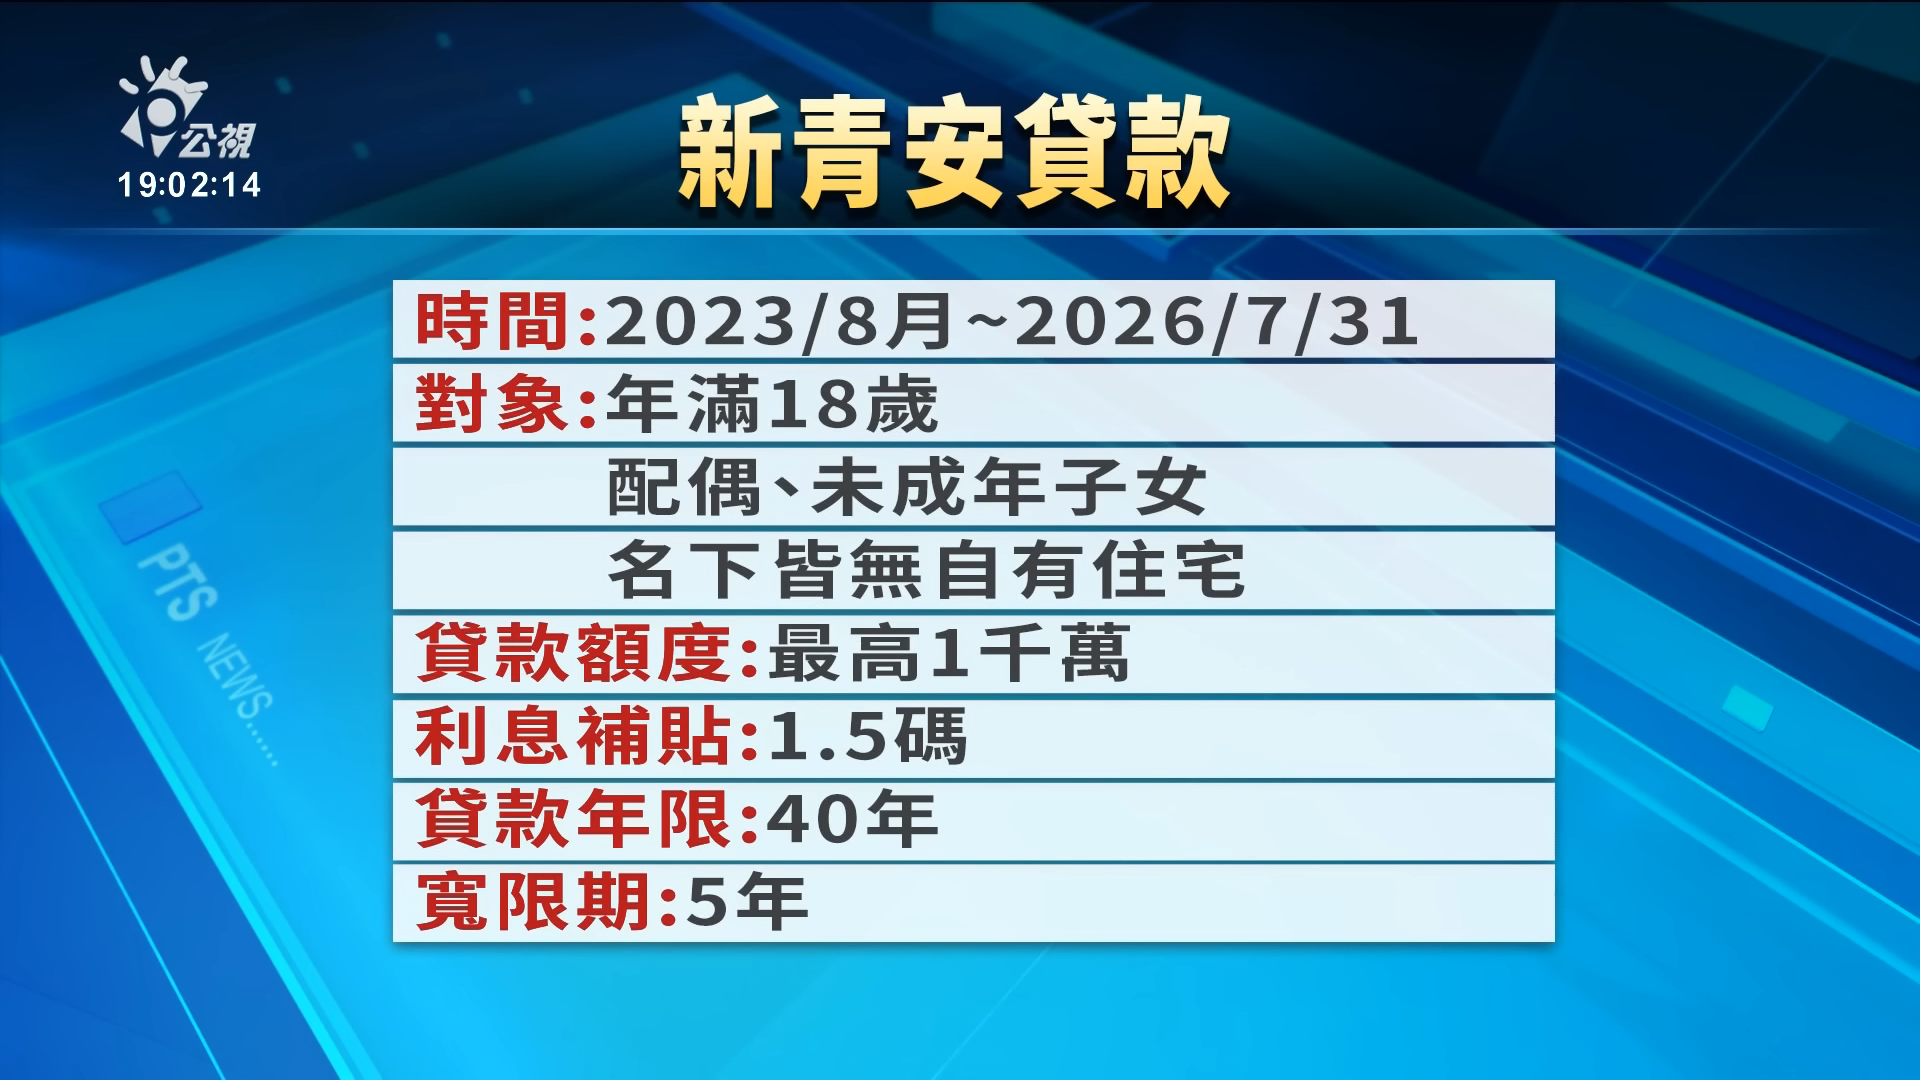 公視
19:02:14
新青安貸款
時間:2023/8月~2026/7/31
對象:年滿18歲
配偶、未成年子女
名下皆無自有住宅
貸款額度:最高1千萬
利息補貼:1.5碼
貸款年限:40年
寬限期:5年
PTS NEWS......